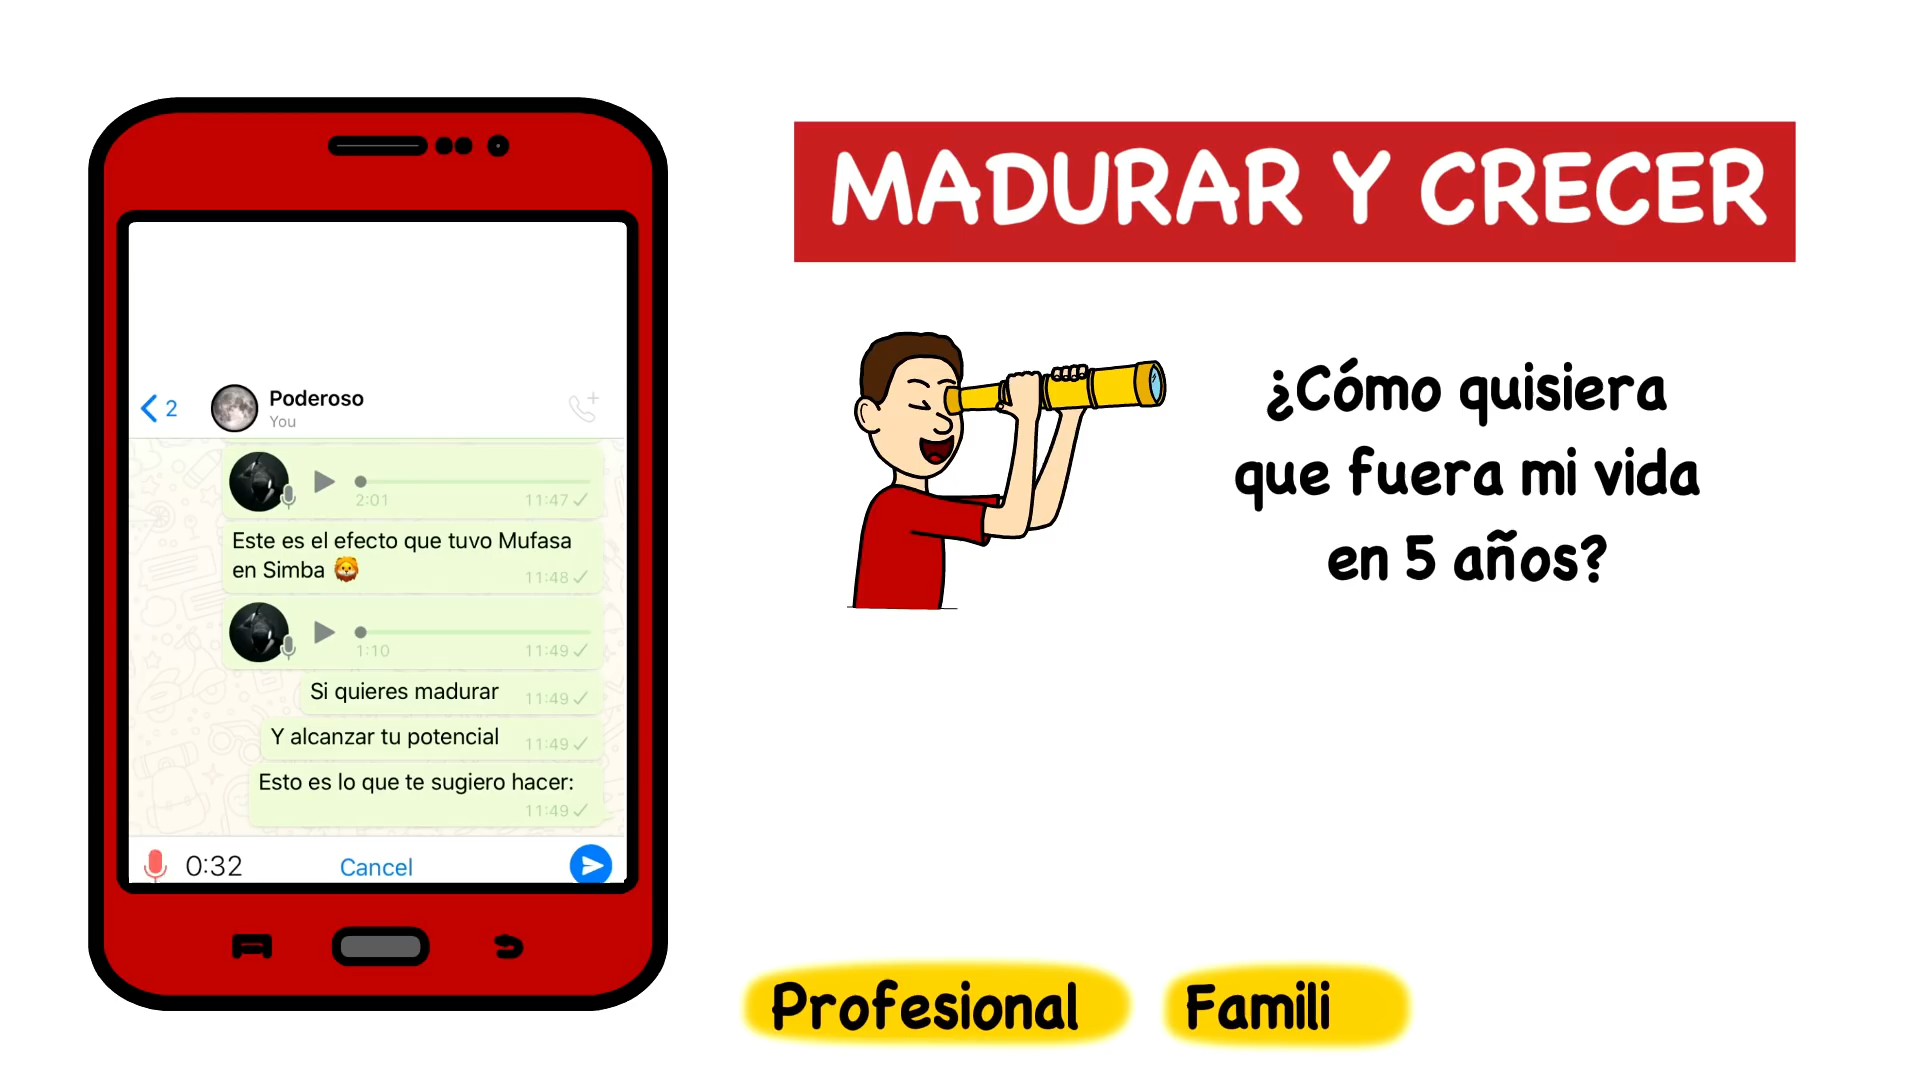 2
Poderoso
You
2:01
11:47
Este es el efecto que tuvo Mufasa
en Simba 🦁
11:48
1:10
11:49
Si quieres madurar
11:49
Y alcanzar tu potencial
11:49
Esto es lo que te sugiero hacer:
11:49
0:32
Cancel
MADURAR Y CRECER
¿Cómo quisiera
que fuera mi vida
en 5 años?
Profesional
Famili